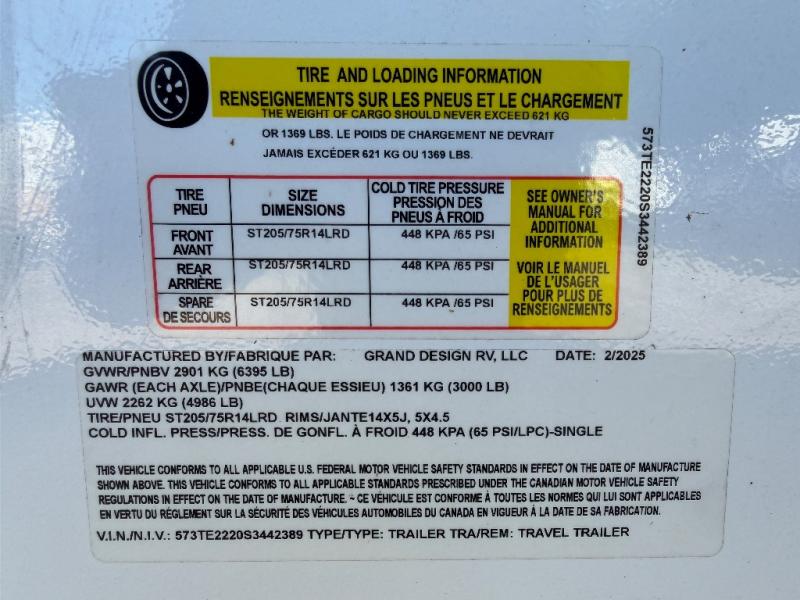 TIRE AND LOADING INFORMATION
RENSEIGNEMENTS SUR LES PNEUS ET LE CHARGEMENT
THE WEIGHT OF CARGO SHOULD NEVER EXCEED 621 KG
OR 1369 LBS. LE POIDS DE CHARGEMENT NE DEVRAIT
JAMAIS EXCÉDER 621 KG OU 1369 LBS.
TIRE
PNEU
SIZE
DIMENSIONS
COLD TIRE PRESSURE
PRESSION DES
PNEUS À FROID
FRONT
AVANT
ST205/75R14LRD
448 KPA /65 PSI
REAR
ARRIÈRE
ST205/75R14LRD
448 KPA /65 PSI
SPARE
DE SECOURS
ST205/75R14LRD
448 KPA /65 PSI
SEE OWNER'S
MANUAL FOR
ADDITIONAL
INFORMATION
VOIR LE MANUEL
DE L'USAGER
POUR PLUS DE
RENSEIGNEMENTS
573TE2220S3442389
MANUFACTURED BY/FABRIQUE PAR: GRAND DESIGN RV, LLC DATE: 2/2025
GVWR/PNBV 2901 KG (6395 LB)
GAWR (EACH AXLE)/PNBE(CHAQUE ESSIEU) 1361 KG (3000 LB)
UVW 2262 KG (4986 LB)
TIRE/PNEU ST205/75R14LRD RIMS/JANTE14X5J, 5X4.5
COLD INFL. PRESS/PRESS. DE GONFL. À FROID 448 KPA (65 PSI/LPC)-SINGLE
THIS VEHICLE CONFORMS TO ALL APPLICABLE U.S. FEDERAL MOTOR VEHICLE SAFETY STANDARDS IN EFFECT ON THE DATE OF MANUFACTURE
SHOWN ABOVE. THIS VEHICLE CONFORMS TO ALL APPLICABLE STANDARDS PRESCRIBED UNDER THE CANADIAN MOTOR VEHICLE SAFETY
REGULATIONS IN EFFECT ON THE DATE OF MANUFACTURE. - CE VÉHICULE EST CONFORME À TOUTES LES NORMES QUI LUI SONT APPLICABLES
EN VERTU DU RÉGLEMENT SUR LA SÉCURITÉ DES VÉHICULES AUTOMOBILES DU CANADA EN VIGUEUR À LA DATE DE SA FABRICATION.
V.I.N./N.I.V.: 573TE2220S3442389 TYPE/TYPE: TRAILER TRA/REM: TRAVEL TRAILER